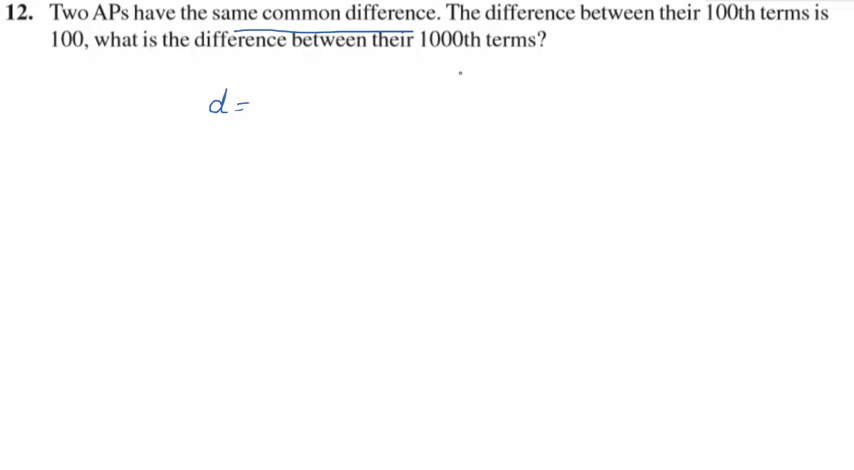 12. Two APs have the same common difference. The difference between their 100th terms is
100, what is the difference between their 1000th terms?
d =